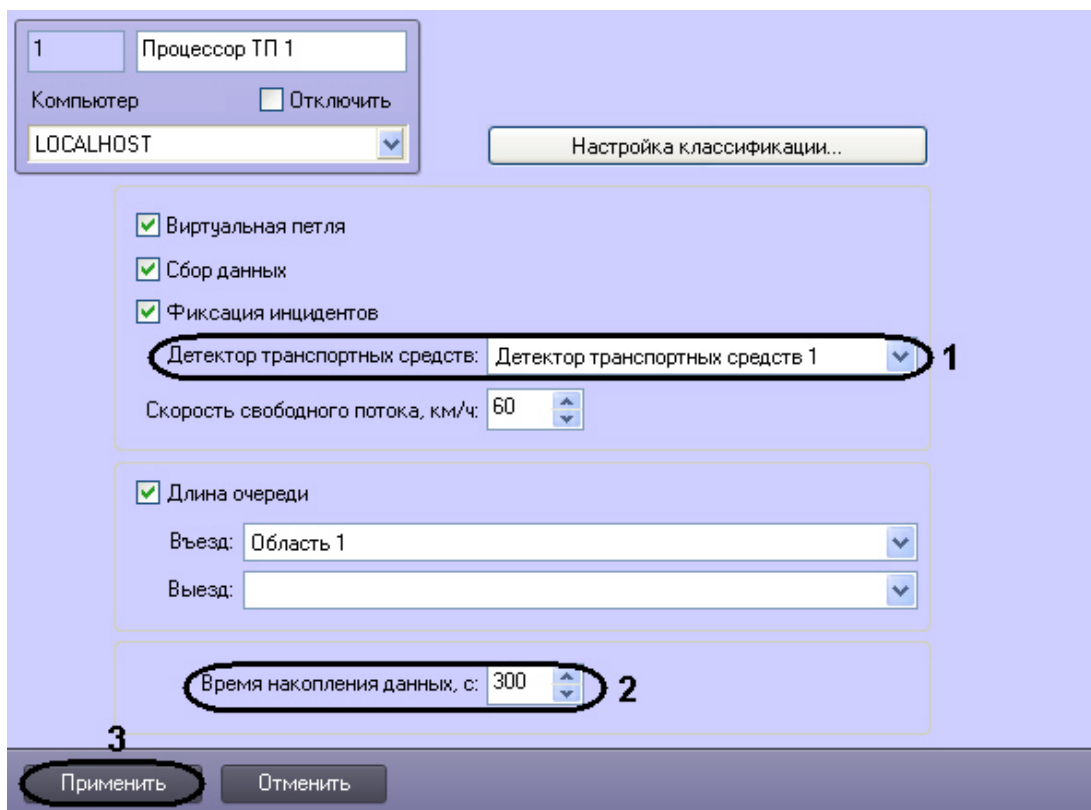 1 Процессор ТП 1
Компьютер Отключить
LOCALHOST
Настройка классификации...
Виртуальная петля
Сбор данных
Фиксация инцидентов
Детектор транспортных средств: Детектор транспортных средств 1 1
Скорость свободного потока, км/ч: 60
Длина очереди
Въезд: Область 1
Выезд:
Время накопления данных, с: 300 2
3
Применить Отменить